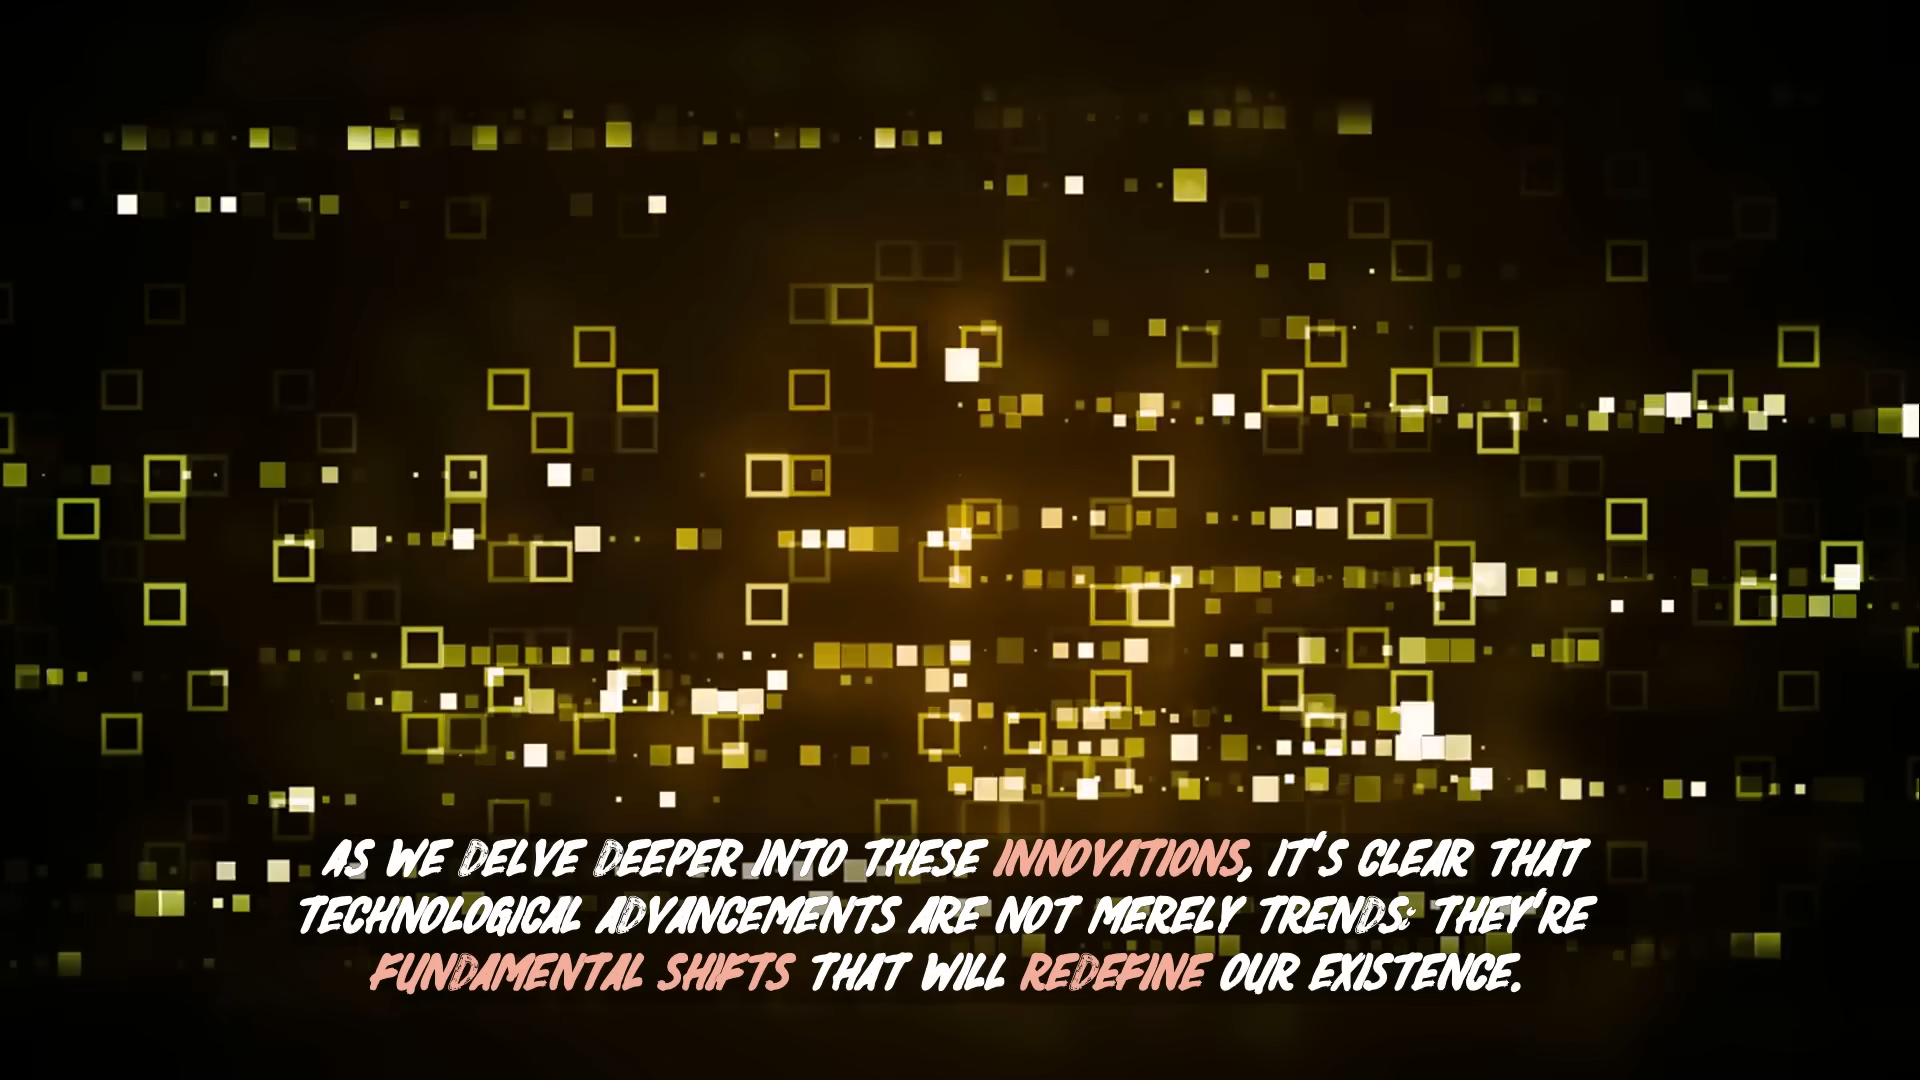 AS WE DELVE DEEPER INTO THESE INNOVATIONS, IT'S CLEAR THAT
TECHNOLOGICAL ADVANCEMENTS ARE NOT MERELY TRENDS; THEY'RE
FUNDAMENTAL SHIFTS THAT WILL REDEFINE OUR EXISTENCE.